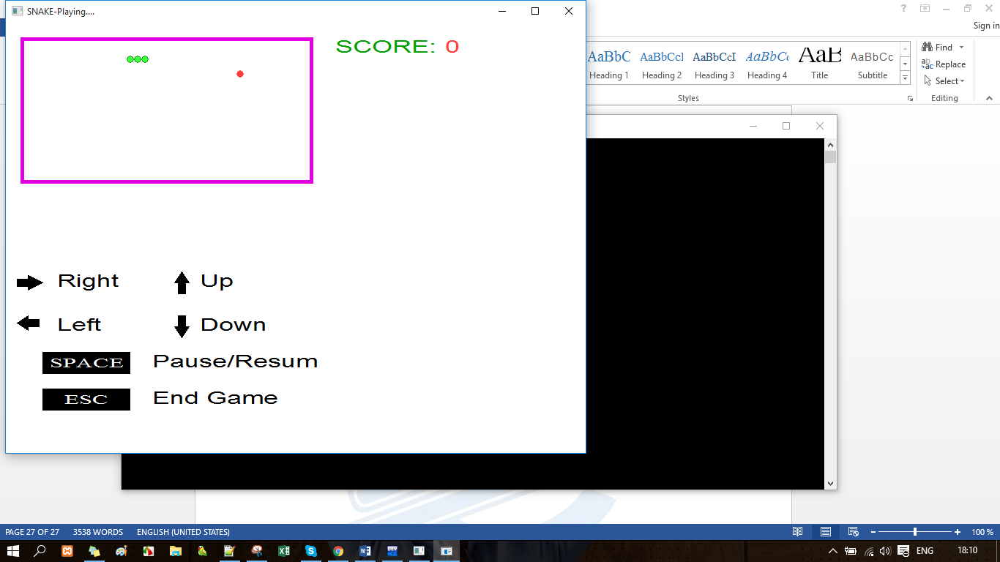 SNAKE-Playing....
Sign in
SCORE: 0
AaBbC AaBbCcI AaBbCcI AaBbCc AaB AaBbCc
Heading 1 Heading 2 Heading 3 Heading 4 Title Subtitle
Find
Replace
Select
Styles
Editing
Right Up
Left Down
SPACE Pause/Resum
ESC End Game
PAGE 27 OF 27 3538 WORDS ENGLISH (UNITED STATES) 100 %
ENG 18:10